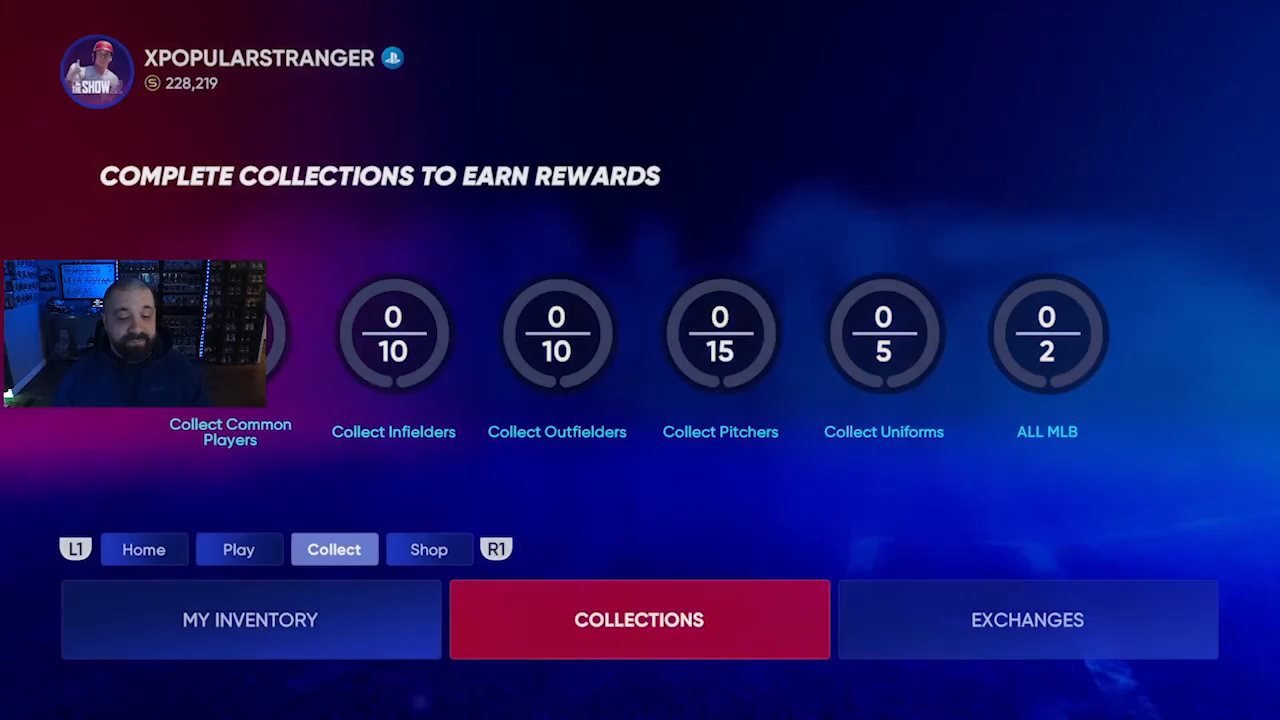 XPOPULARSTRANGER
228,219
THE SHOW
COMPLETE COLLECTIONS TO EARN REWARDS
0
10
0
10
0
15
0
5
0
2
Collect Common
Players
Collect Infielders
Collect Outfielders
Collect Pitchers
Collect Uniforms
ALL MLB
L1
Home
Play
Collect
Shop
R1
MY INVENTORY
COLLECTIONS
EXCHANGES